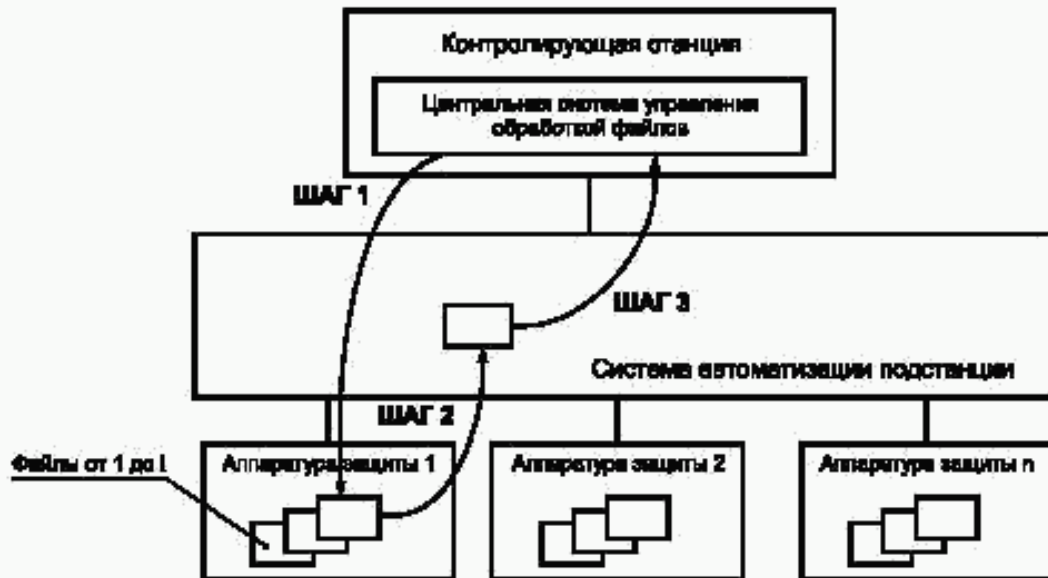 Контролирующая станция
Центральная система управления
обработкой файлов
ШАГ 1
ШАГ 3
Система автоматизации подстанции
ШАГ 2
Файлы от 1 до l
Аппаратура защиты 1
Аппаратура защиты 2
Аппаратура защиты n